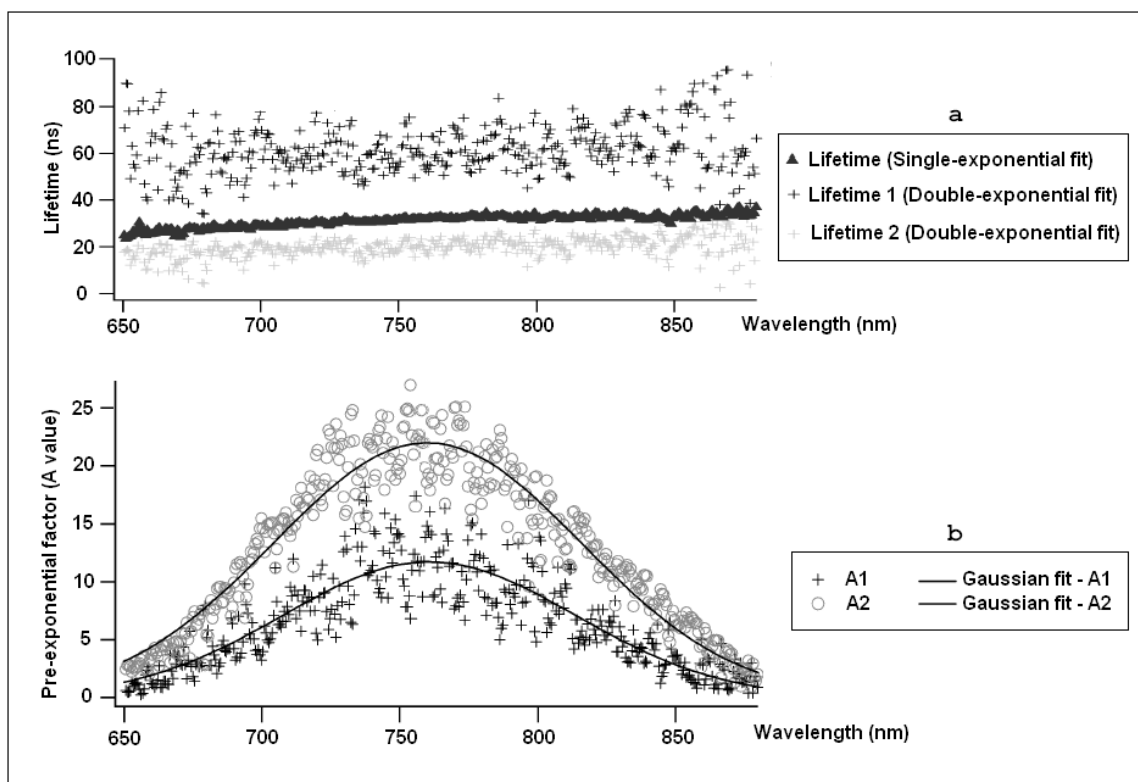 100
80
60
40
20
0
Lifetime (ns)
650 700 750 800 850 Wavelength (nm)
a
Lifetime (Single-exponential fit)
Lifetime 1 (Double-exponential fit)
Lifetime 2 (Double-exponential fit)
25
20
15
10
5
0
Pre-exponential factor (A value)
650 700 750 800 850 Wavelength (nm)
b
A1 Gaussian fit - A1
A2 Gaussian fit - A2